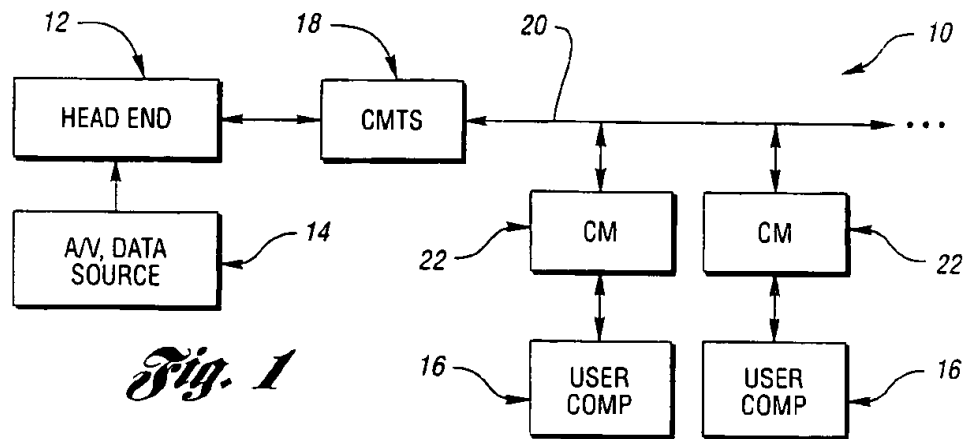 12
18
20
10
HEAD END
CMTS
...
A/V, DATA
SOURCE
14
22
CM
CM
22
Fig. 1
16
USER
COMP
USER
COMP
16